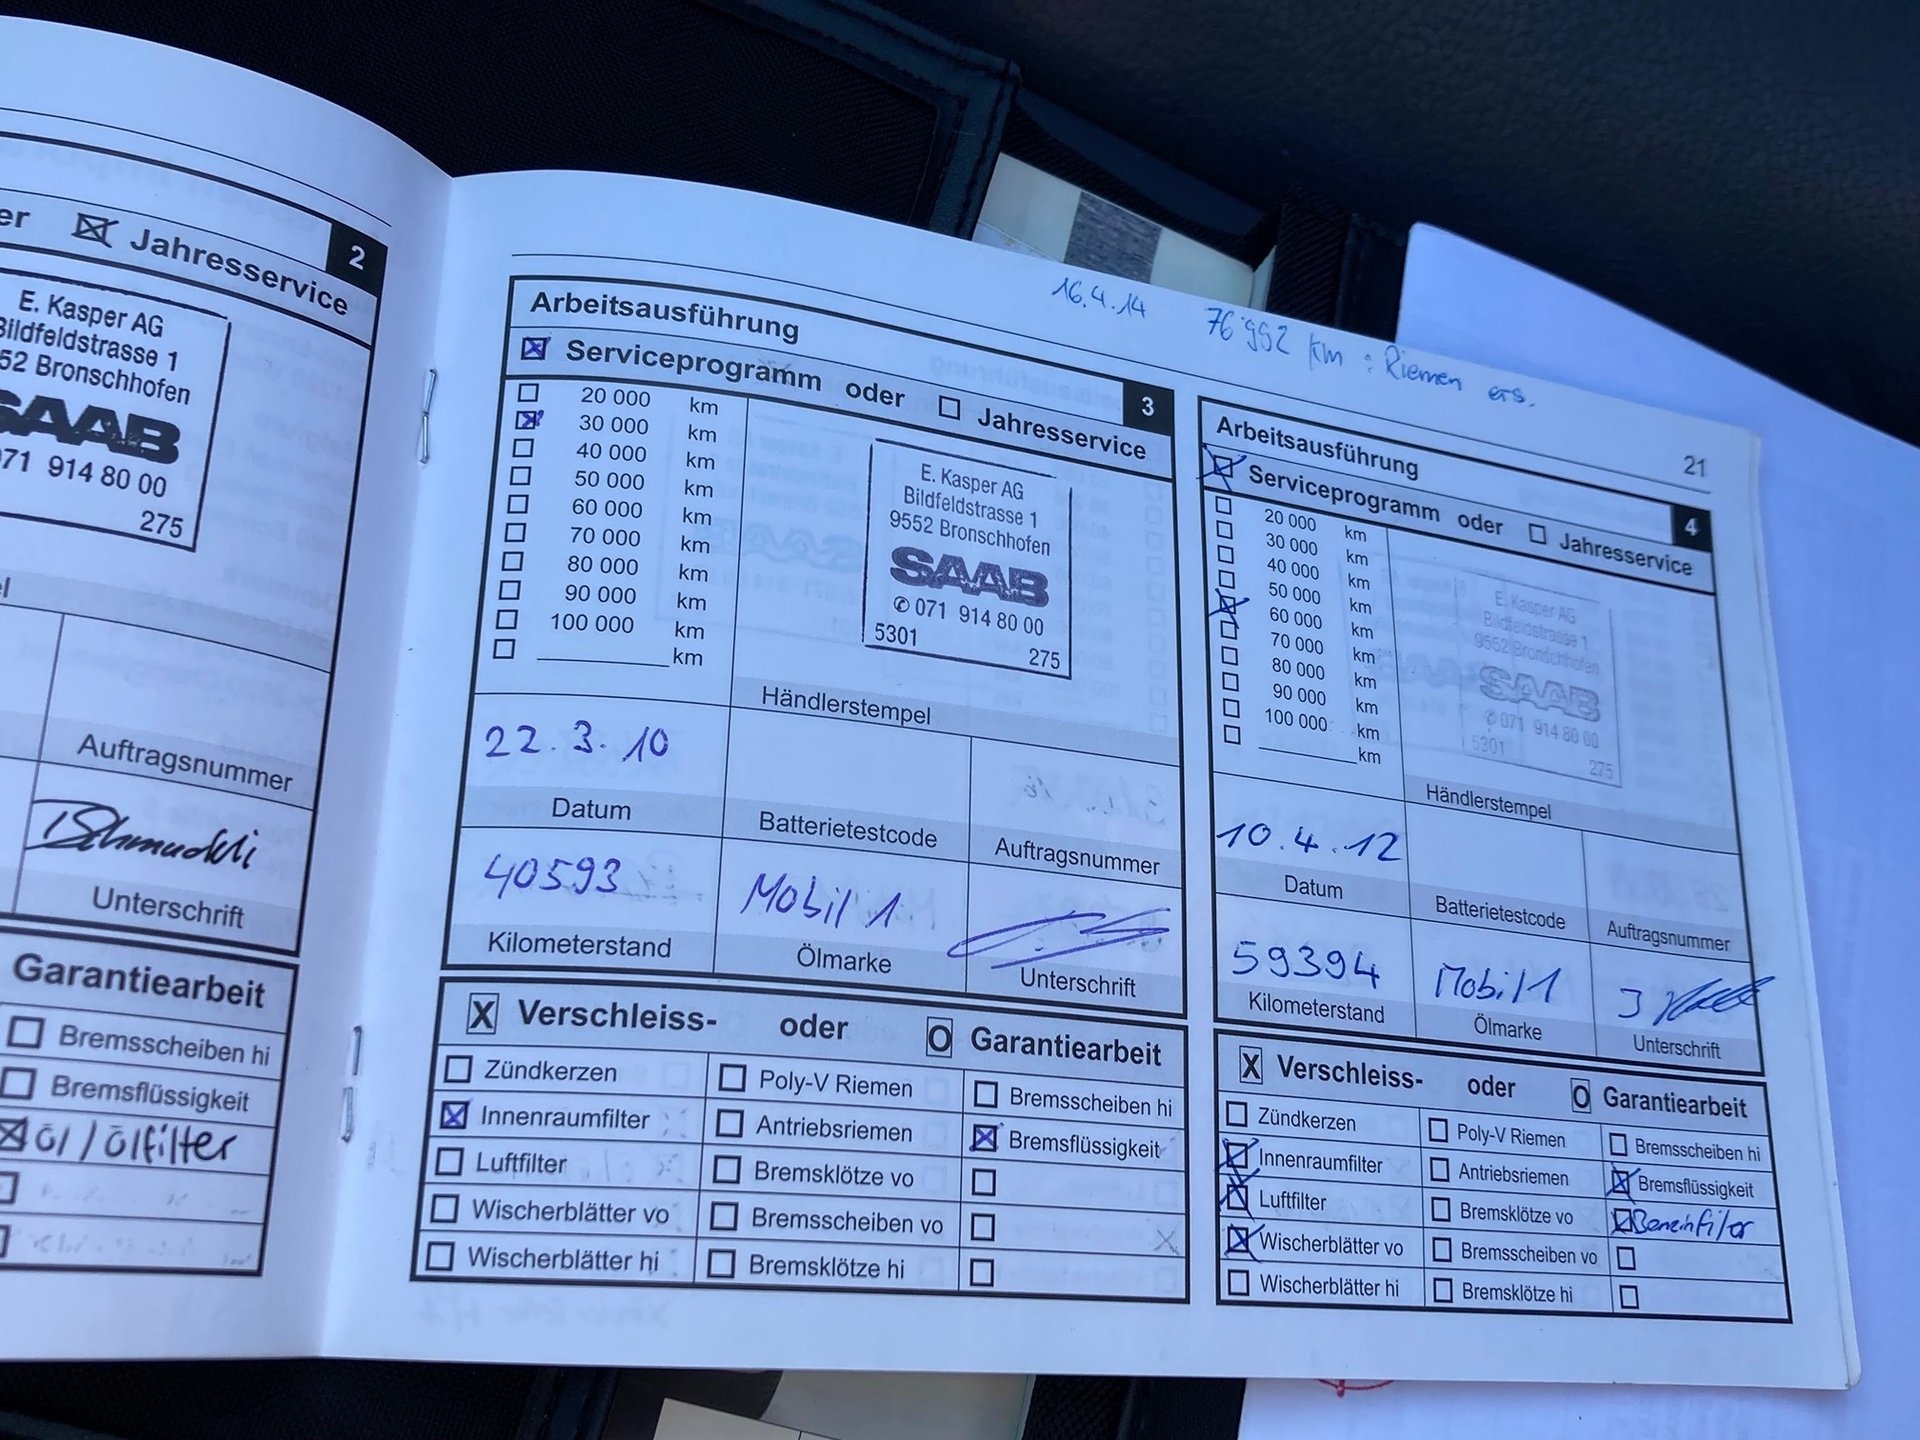 er Jahresservice 2
E. Kasper AG
Bildfeldstrasse 1
52 Bronschhofen
SAAB
071 914 80 00
275
Auftragsnummer
Unterschrift
Garantiearbeit
Bremsscheiben hi
Bremsflüssigkeit
Öl / Ölfilter
16.4.14 76'992 km : Riemen ers.
Arbeitsausführung
Serviceprogramm oder Jahresservice 3
20 000 km
30 000 km
40 000 km
50 000 km
60 000 km
70 000 km
80 000 km
90 000 km
100 000 km
km
E. Kasper AG
Bildfeldstrasse 1
9552 Bronschhofen
SAAB
✆ 071 914 80 00
5301 275
Händlerstempel
22.3.10
Datum Batterietestcode Auftragsnummer
40593 Mobil 1
Kilometerstand Ölmarke Unterschrift
X Verschleiss- oder O Garantiearbeit
Zündkerzen Poly-V Riemen Bremsscheiben hi
Innenraumfilter Antriebsriemen Bremsflüssigkeit
Luftfilter Bremsklötze vo
Wischerblätter vo Bremsscheiben vo
Wischerblätter hi Bremsklötze hi
21
Arbeitsausführung
Serviceprogramm oder Jahresservice 4
20 000 km
30 000 km
40 000 km
50 000 km
60 000 km
70 000 km
80 000 km
90 000 km
100 000 km
km
E. Kasper AG
Bildfeldstrasse 1
9552 Bronschhofen
SAAB
✆ 071 914 80 00
5301 275
Händlerstempel
10.4.12
Datum Batterietestcode Auftragsnummer
59394 Mobil 1
Kilometerstand Ölmarke Unterschrift
X Verschleiss- oder O Garantiearbeit
Zündkerzen Poly-V Riemen Bremsscheiben hi
Innenraumfilter Antriebsriemen Bremsflüssigkeit
Luftfilter Bremsklötze vo
Wischerblätter vo Bremsscheiben vo
Wischerblätter hi Bremsklötze hi